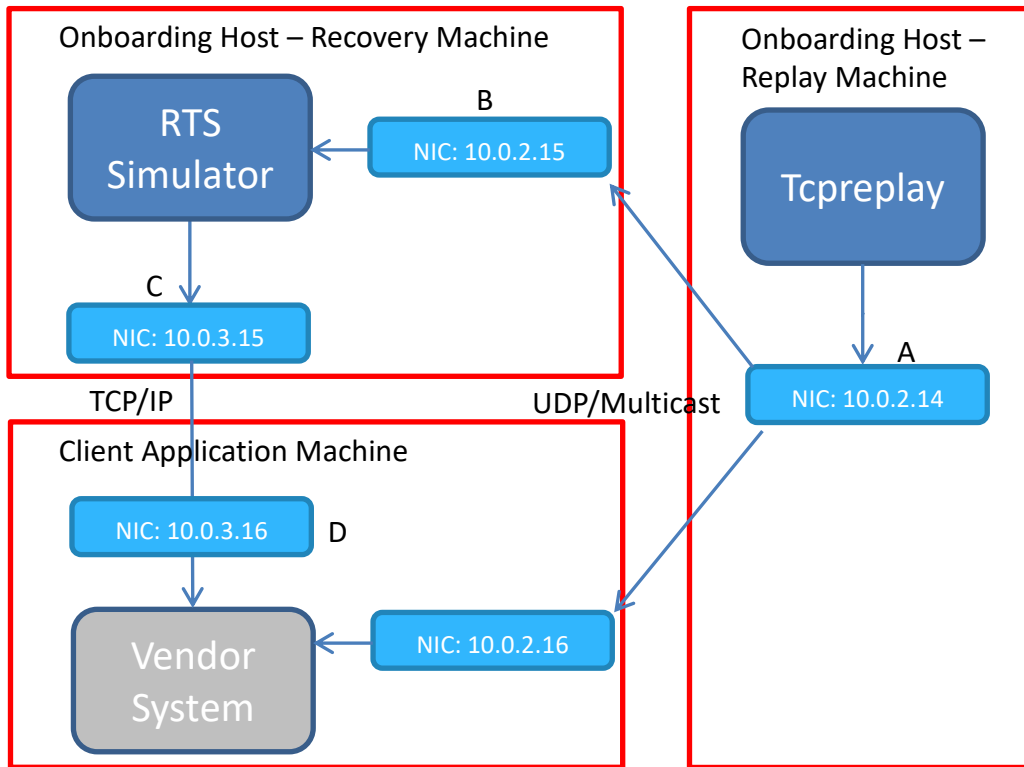 Onboarding Host – Recovery Machine
RTS
Simulator
B
NIC: 10.0.2.15
C
NIC: 10.0.3.15
TCP/IP
Onboarding Host –
Replay Machine
Tcpreplay
A
NIC: 10.0.2.14
UDP/Multicast
Client Application Machine
NIC: 10.0.3.16
D
Vendor
System
NIC: 10.0.2.16